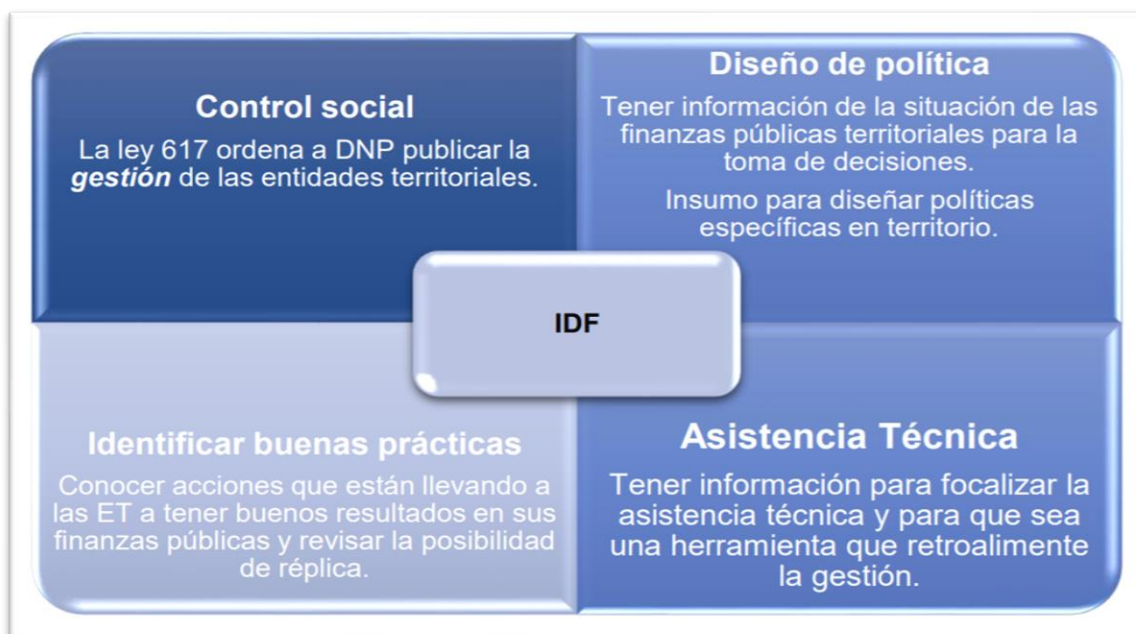 Control social
La ley 617 ordena a DNP publicar la
gestión de las entidades territoriales.
Diseño de política
Tener información de la situación de las
finanzas públicas territoriales para la
toma de decisiones.
Insumo para diseñar políticas
específicas en territorio.
IDF
Identificar buenas prácticas
Conocer acciones que están llevando a
las ET a tener buenos resultados en sus
finanzas públicas y revisar la posibilidad
de réplica.
Asistencia Técnica
Tener información para focalizar la
asistencia técnica y para que sea
una herramienta que retroalimente
la gestión.